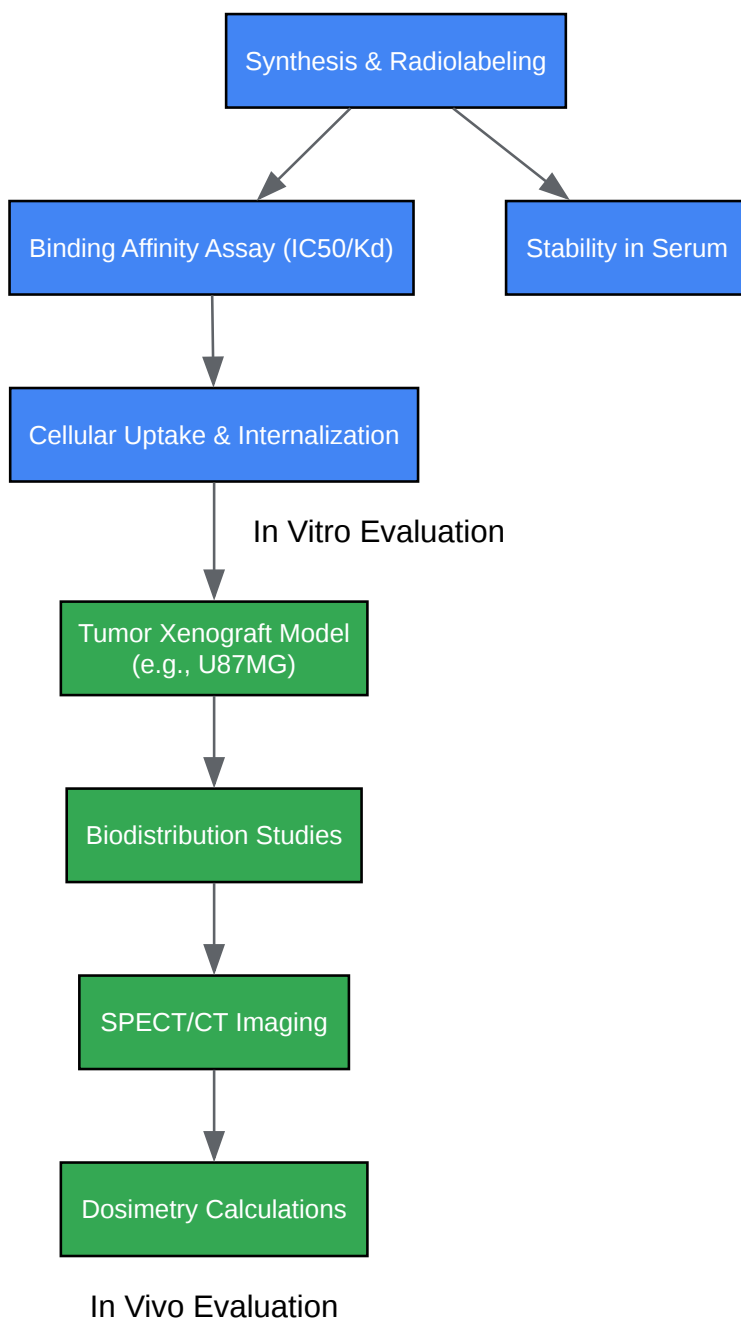 Synthesis & Radiolabeling
Binding Affinity Assay (IC50/Kd)
Stability in Serum
Cellular Uptake & Internalization
In Vitro Evaluation
Tumor Xenograft Model
(e.g., U87MG)
Biodistribution Studies
SPECT/CT Imaging
Dosimetry Calculations
In Vivo Evaluation